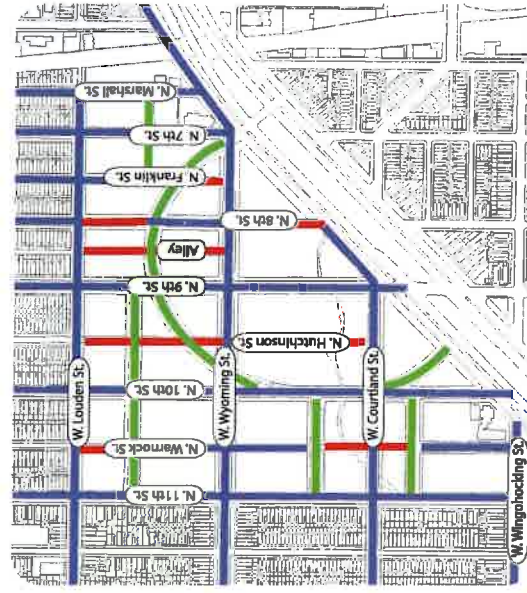 N. Marshall St.
N. 7th St.
N. Franklin St.
N. 8th St.
Alley
N. 9th St.
N. Hutchinson St.
W. Louden St.
W. Wyoming St.
W. Courtland St.
N. 10th St.
N. Warnock St.
W. Wingohocking St.
N. 11th St.